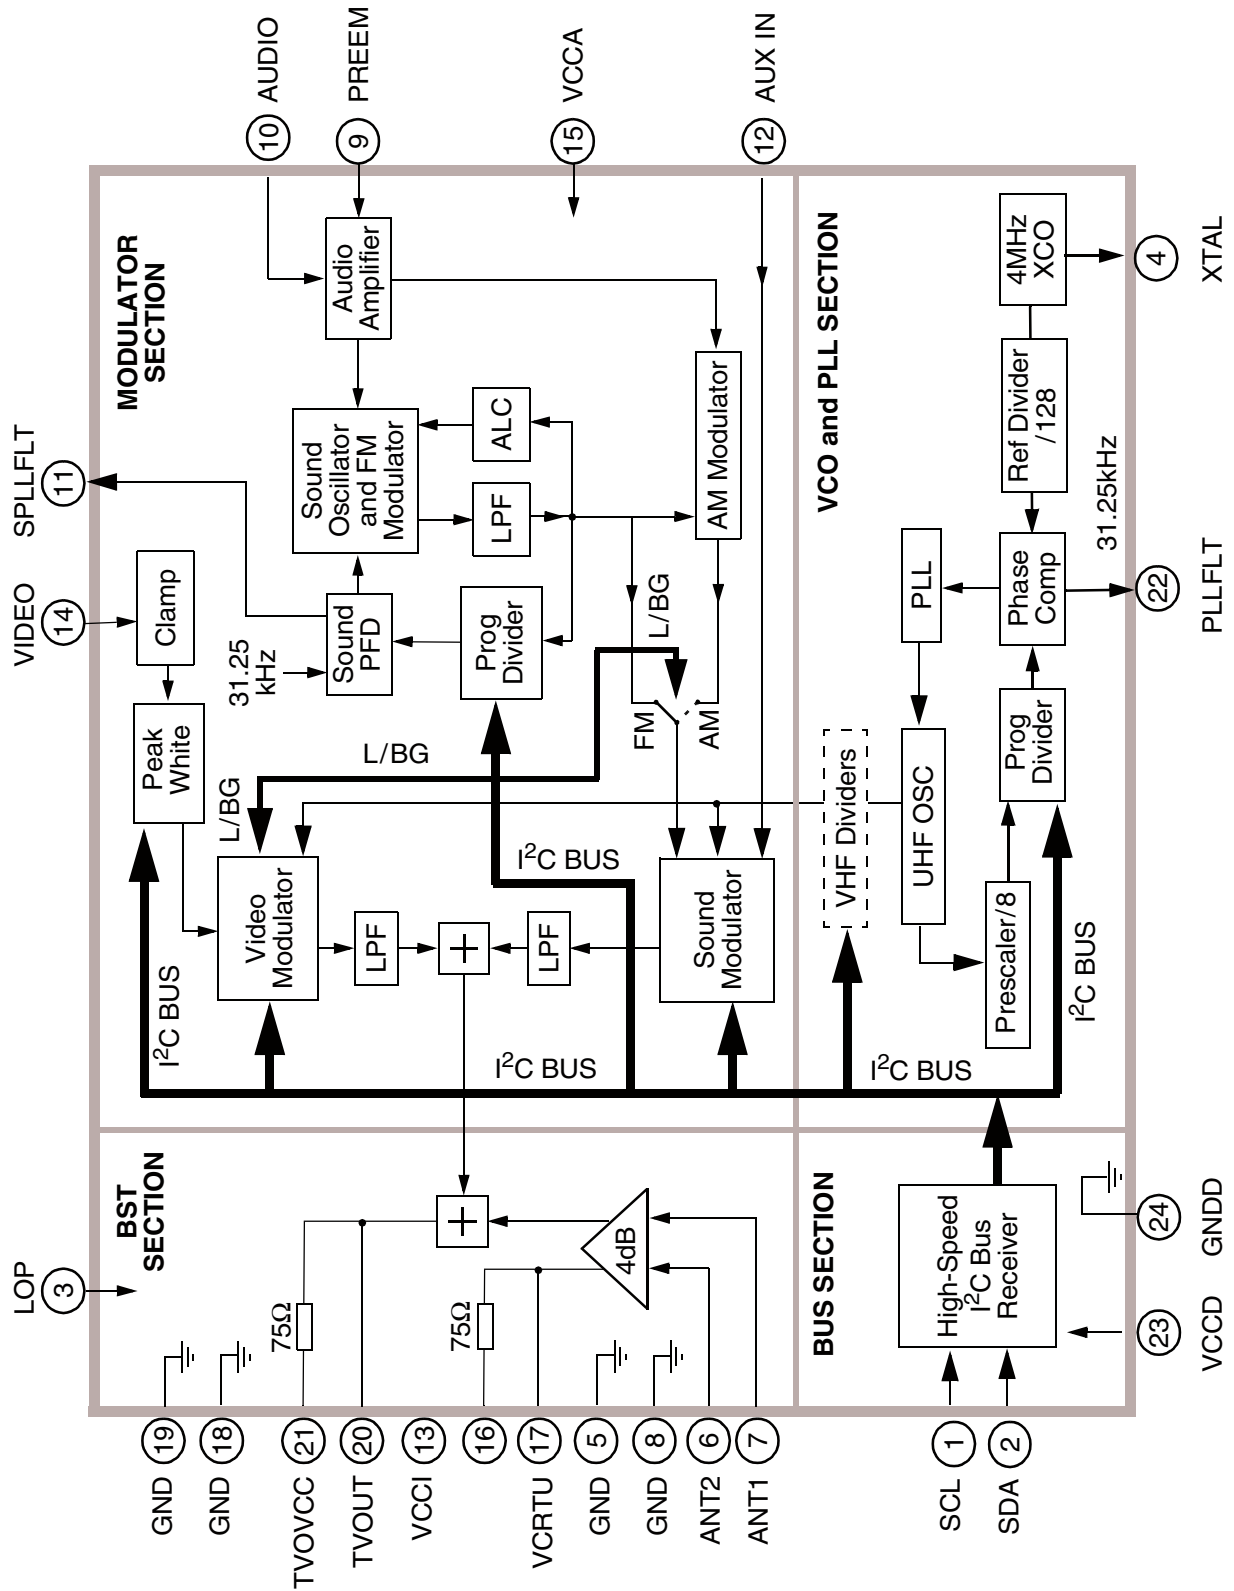 GND
19
GND
18
TVOVCC
21
TVOUT
20
VCCI
13
16
VCRTU
17
GND
5
GND
8
ANT2
6
ANT1
7
SCL
1
SDA
2
LOP
3
BST
SECTION
75Ω
75Ω
4dB
+
BUS SECTION
High-Speed
I²C Bus
Receiver
23
VCCD
24
GNDD
I²C BUS
I²C BUS
I²C BUS
I²C BUS
I²C BUS
MODULATOR
SECTION
VIDEO
14
SPLLFLT
11
Clamp
Peak
White
L/BG
L/BG
L/BG
Video
Modulator
LPF
+
LPF
Sound
Modulator
31.25
kHz
Sound
PFD
Prog
Divider
Sound
Oscillator
and FM
Modulator
LPF
ALC
FM
AM
AM Modulator
Audio
Amplifier
10
AUDIO
9
PREEM
15
VCCA
12
AUX IN
VCO and PLL SECTION
VHF Dividers
UHF OSC
PLL
Prescaler/8
Prog
Divider
Phase
Comp
Ref Divider
/128
4MHz
XCO
31.25kHz
22
PLLFLT
4
XTAL